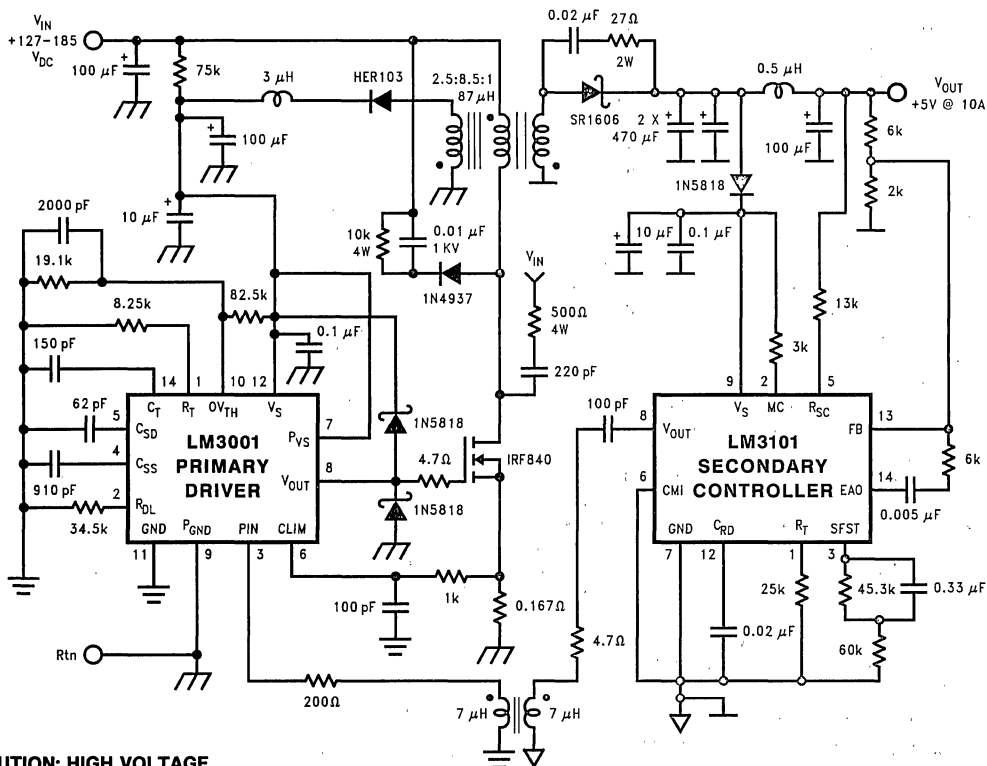 V_IN
+127-185
V_DC
+
100 µF
75k
3 µH
HER103
2.5:8.5:1
87 µH
0.02 µF
27Ω
2W
SR1606
2 X
470 µF
+
+
0.5 µH
+
100 µF
V_OUT
+5V @ 10A
6k
2k
+
100 µF
+
10 µF
2000 pF
19.1k
8.25k
150 pF
82.5k
0.1 µF
10k
4W
0.01 µF
1 KV
1N4937
V_IN
500Ω
4W
220 pF
1N5818
+
10 µF
0.1 µF
3k
13k
14
1
10
12
C_T
R_T
OV_TH
V_S
62 pF
5
C_SD
4
C_SS
910 pF
2
R_DL
34.5k
LM3001
PRIMARY
DRIVER
7
P_VS
8
V_OUT
GND
P_GND
PIN
CLIM
11
9
3
6
1N5818
1N5818
4.7Ω
IRF840
100 pF
1k
0.167Ω
Rtn
200Ω
7 µH
7 µH
4.7Ω
100 pF
9
2
5
V_S
MC
R_SC
8
V_OUT
6
CMI
LM3101
SECONDARY
CONTROLLER
13
FB
14
EAO
6k
0.005 µF
GND
C_RD
R_T
SFST
7
12
1
3
25k
0.02 µF
45.3k
0.33 µF
60k
UTION: HIGH VOLTAGE